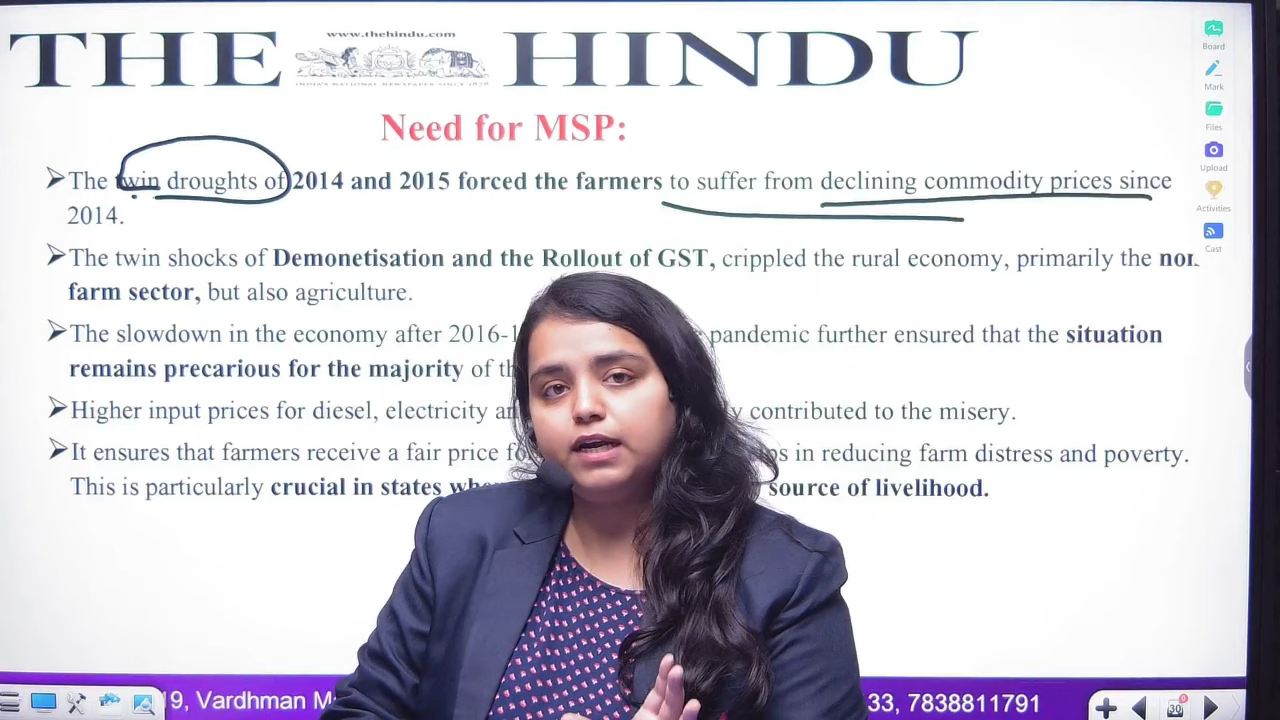 THE HINDU
www.thehindu.com
INDIA'S NATIONAL NEWSPAPER SINCE 1878
Need for MSP:
The twin droughts of 2014 and 2015 forced the farmers to suffer from declining commodity prices since
2014.
The twin shocks of Demonetisation and the Rollout of GST, crippled the rural economy, primarily the non
farm sector, but also agriculture.
The slowdown in the economy after 2016-1 pandemic further ensured that the situation
remains precarious for the majority of
Higher input prices for diesel, electricity contributed to the misery.
It ensures that farmers receive a fair price in reducing farm distress and poverty.
This is particularly crucial in states source of livelihood.
Board
Mark
Files
Upload
Activities
Cast
19, Vardhman 33, 7838811791
30